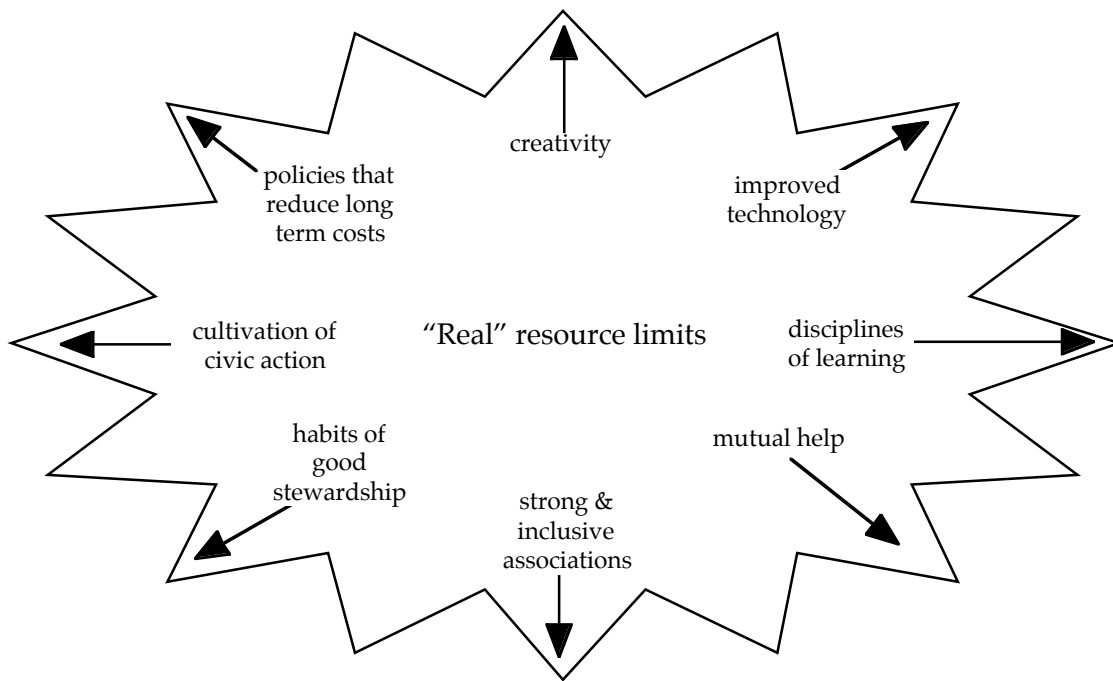 creativity
policies that
reduce long
term costs
improved
technology
cultivation of
civic action
“Real” resource limits
disciplines
of learning
habits of
good
stewardship
mutual help
strong &
inclusive
associations